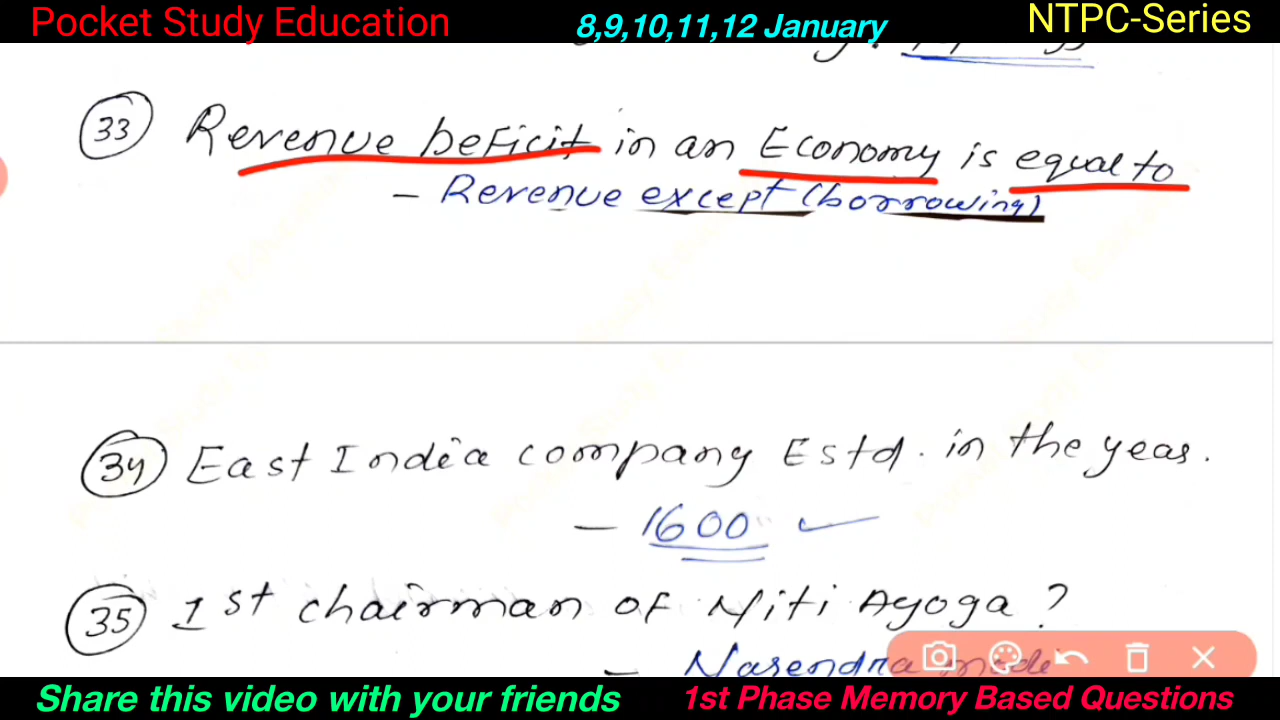 Pocket Study Education
8,9,10,11,12 January
NTPC-Series
33 Revenue Deficit in an Economy is equal to
– Revenue except (borrowing)
34 East India company Estd. in the year.
– 1600
35 1st chairman of Niti Ayoga ?
– Narendra modi
Share this video with your friends
1st Phase Memory Based Questions